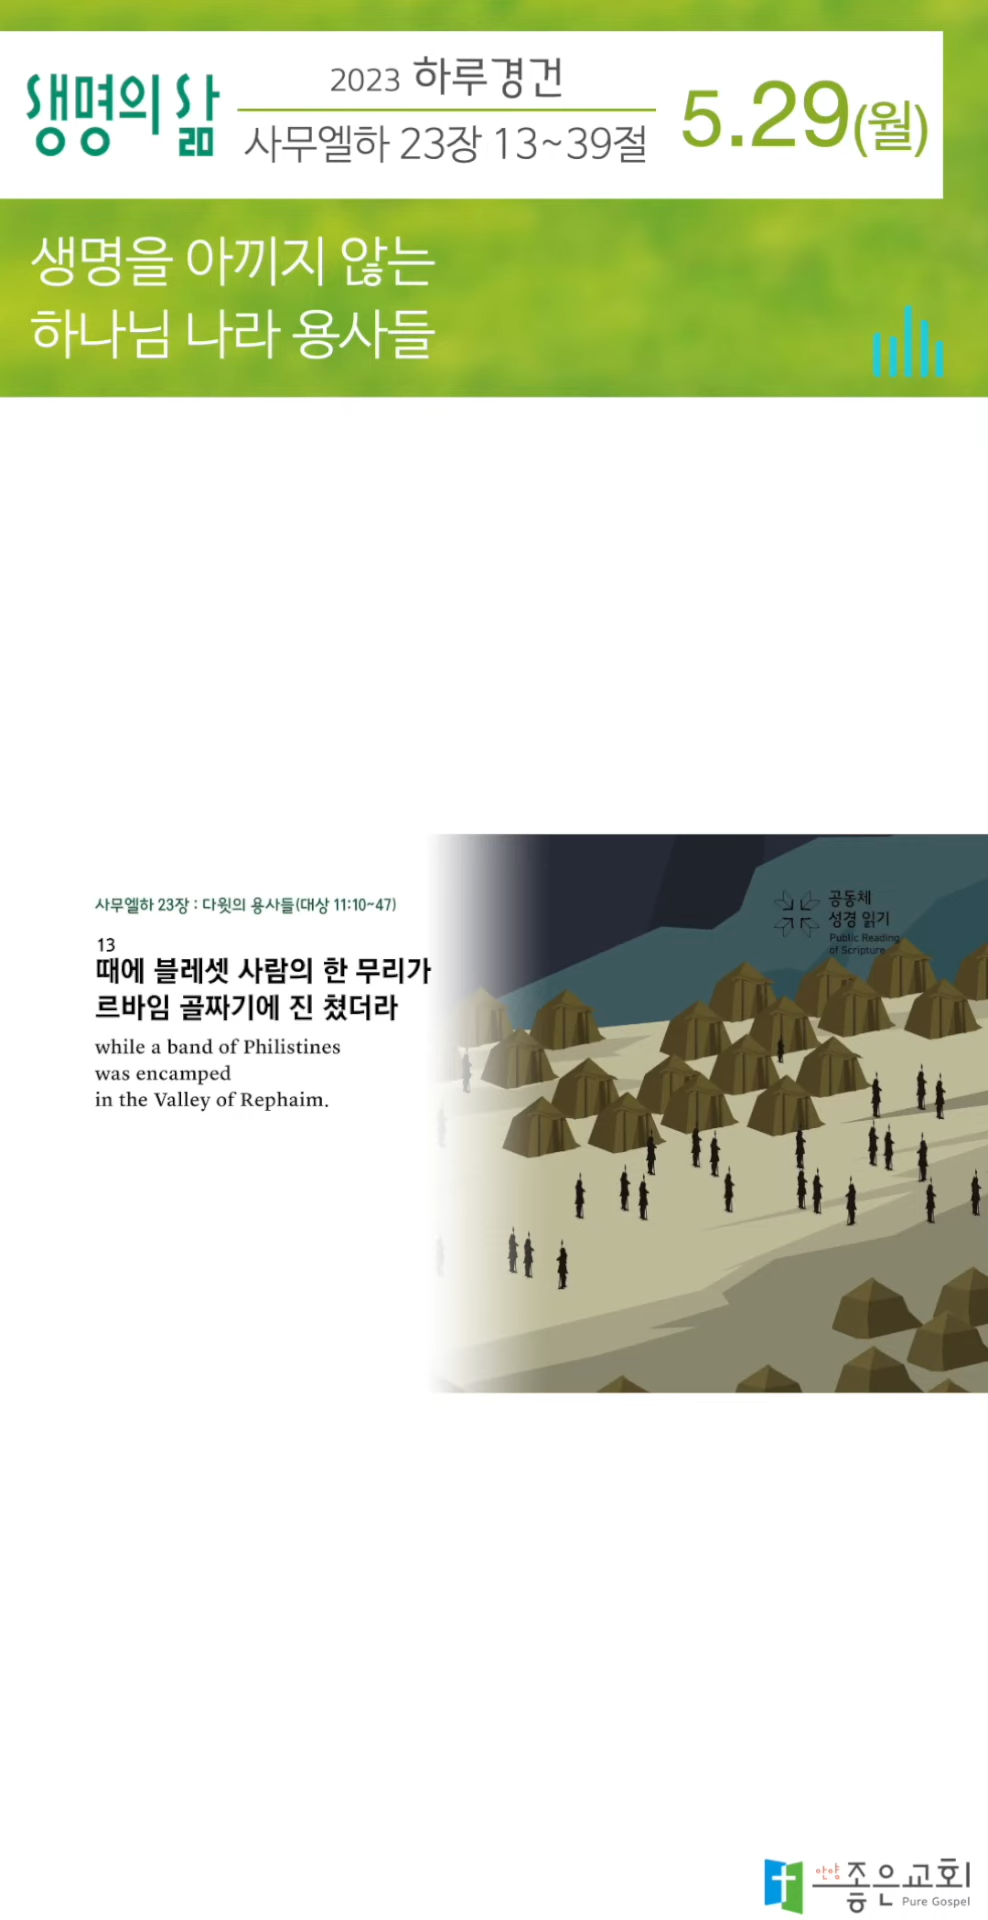 생명의 삶
2023 하루경건
사무엘하 23장 13~39절
5.29(월)
생명을 아끼지 않는
하나님 나라 용사들
사무엘하 23장 : 다윗의 용사들(대상 11:10~47)
13
때에 블레셋 사람의 한 무리가
르바임 골짜기에 진 쳤더라
while a band of Philistines
was encamped
in the Valley of Rephaim.
공동체
성경 읽기
Public Reading
of Scripture
안양 좋은교회
Pure Gospel